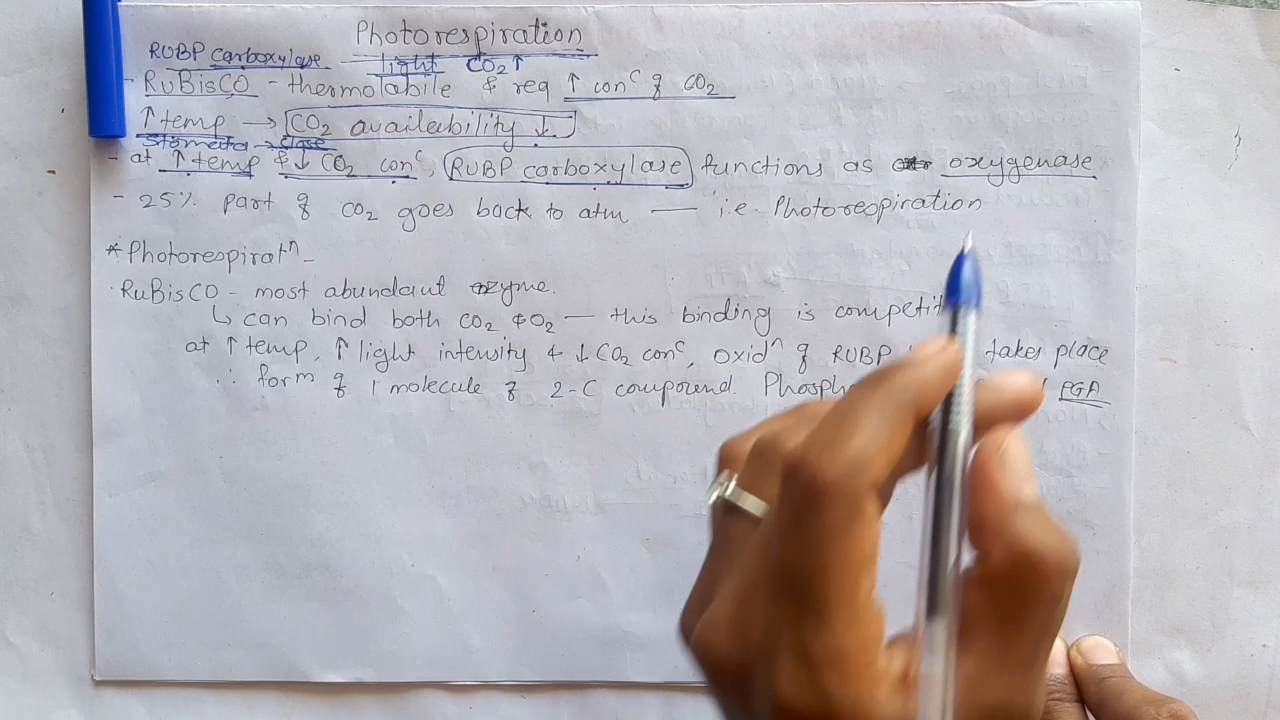 Photorespiration
RUBP carboxylase light CO2 ↑
- RuBisCO - thermolabile & req ↑ conc of CO2
↑ temp → CO2 availability ↓
Stomata → close
- at ↑ temp & ↓ CO2 conc, RUBP carboxylase functions as oxygenase
- 25% part of CO2 goes back to atm — i.e. Photorespiration
* Photorespiratn -
· RuBisCO - most abundant
↳ can bind both CO2 & O2 — this binding is
at ↑ temp, ↑ light intensity & ↓ CO2 conc, oxidn of RUBP takes place
∴ form of 1 molecule of 2-C compound. PGA